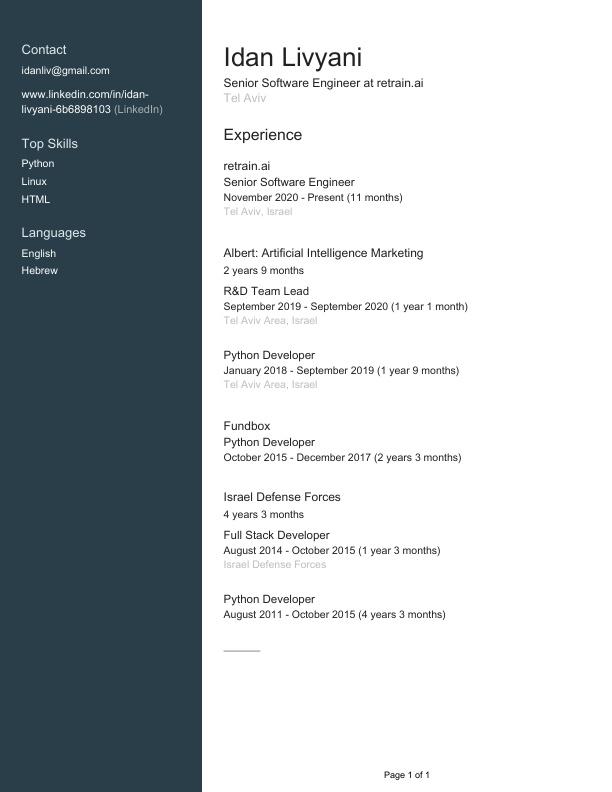 Contact
idanliv@gmail.com
www.linkedin.com/in/idan-
livyani-6b6898103 (LinkedIn)
Top Skills
Python
Linux
HTML
Languages
English
Hebrew
Idan Livyani
Senior Software Engineer at retrain.ai
Tel Aviv
Experience
retrain.ai
Senior Software Engineer
November 2020 - Present (11 months)
Tel Aviv, Israel
Albert: Artificial Intelligence Marketing
2 years 9 months
R&D Team Lead
September 2019 - September 2020 (1 year 1 month)
Tel Aviv Area, Israel
Python Developer
January 2018 - September 2019 (1 year 9 months)
Tel Aviv Area, Israel
Fundbox
Python Developer
October 2015 - December 2017 (2 years 3 months)
Israel Defense Forces
4 years 3 months
Full Stack Developer
August 2014 - October 2015 (1 year 3 months)
Israel Defense Forces
Python Developer
August 2011 - October 2015 (4 years 3 months)
Page 1 of 1